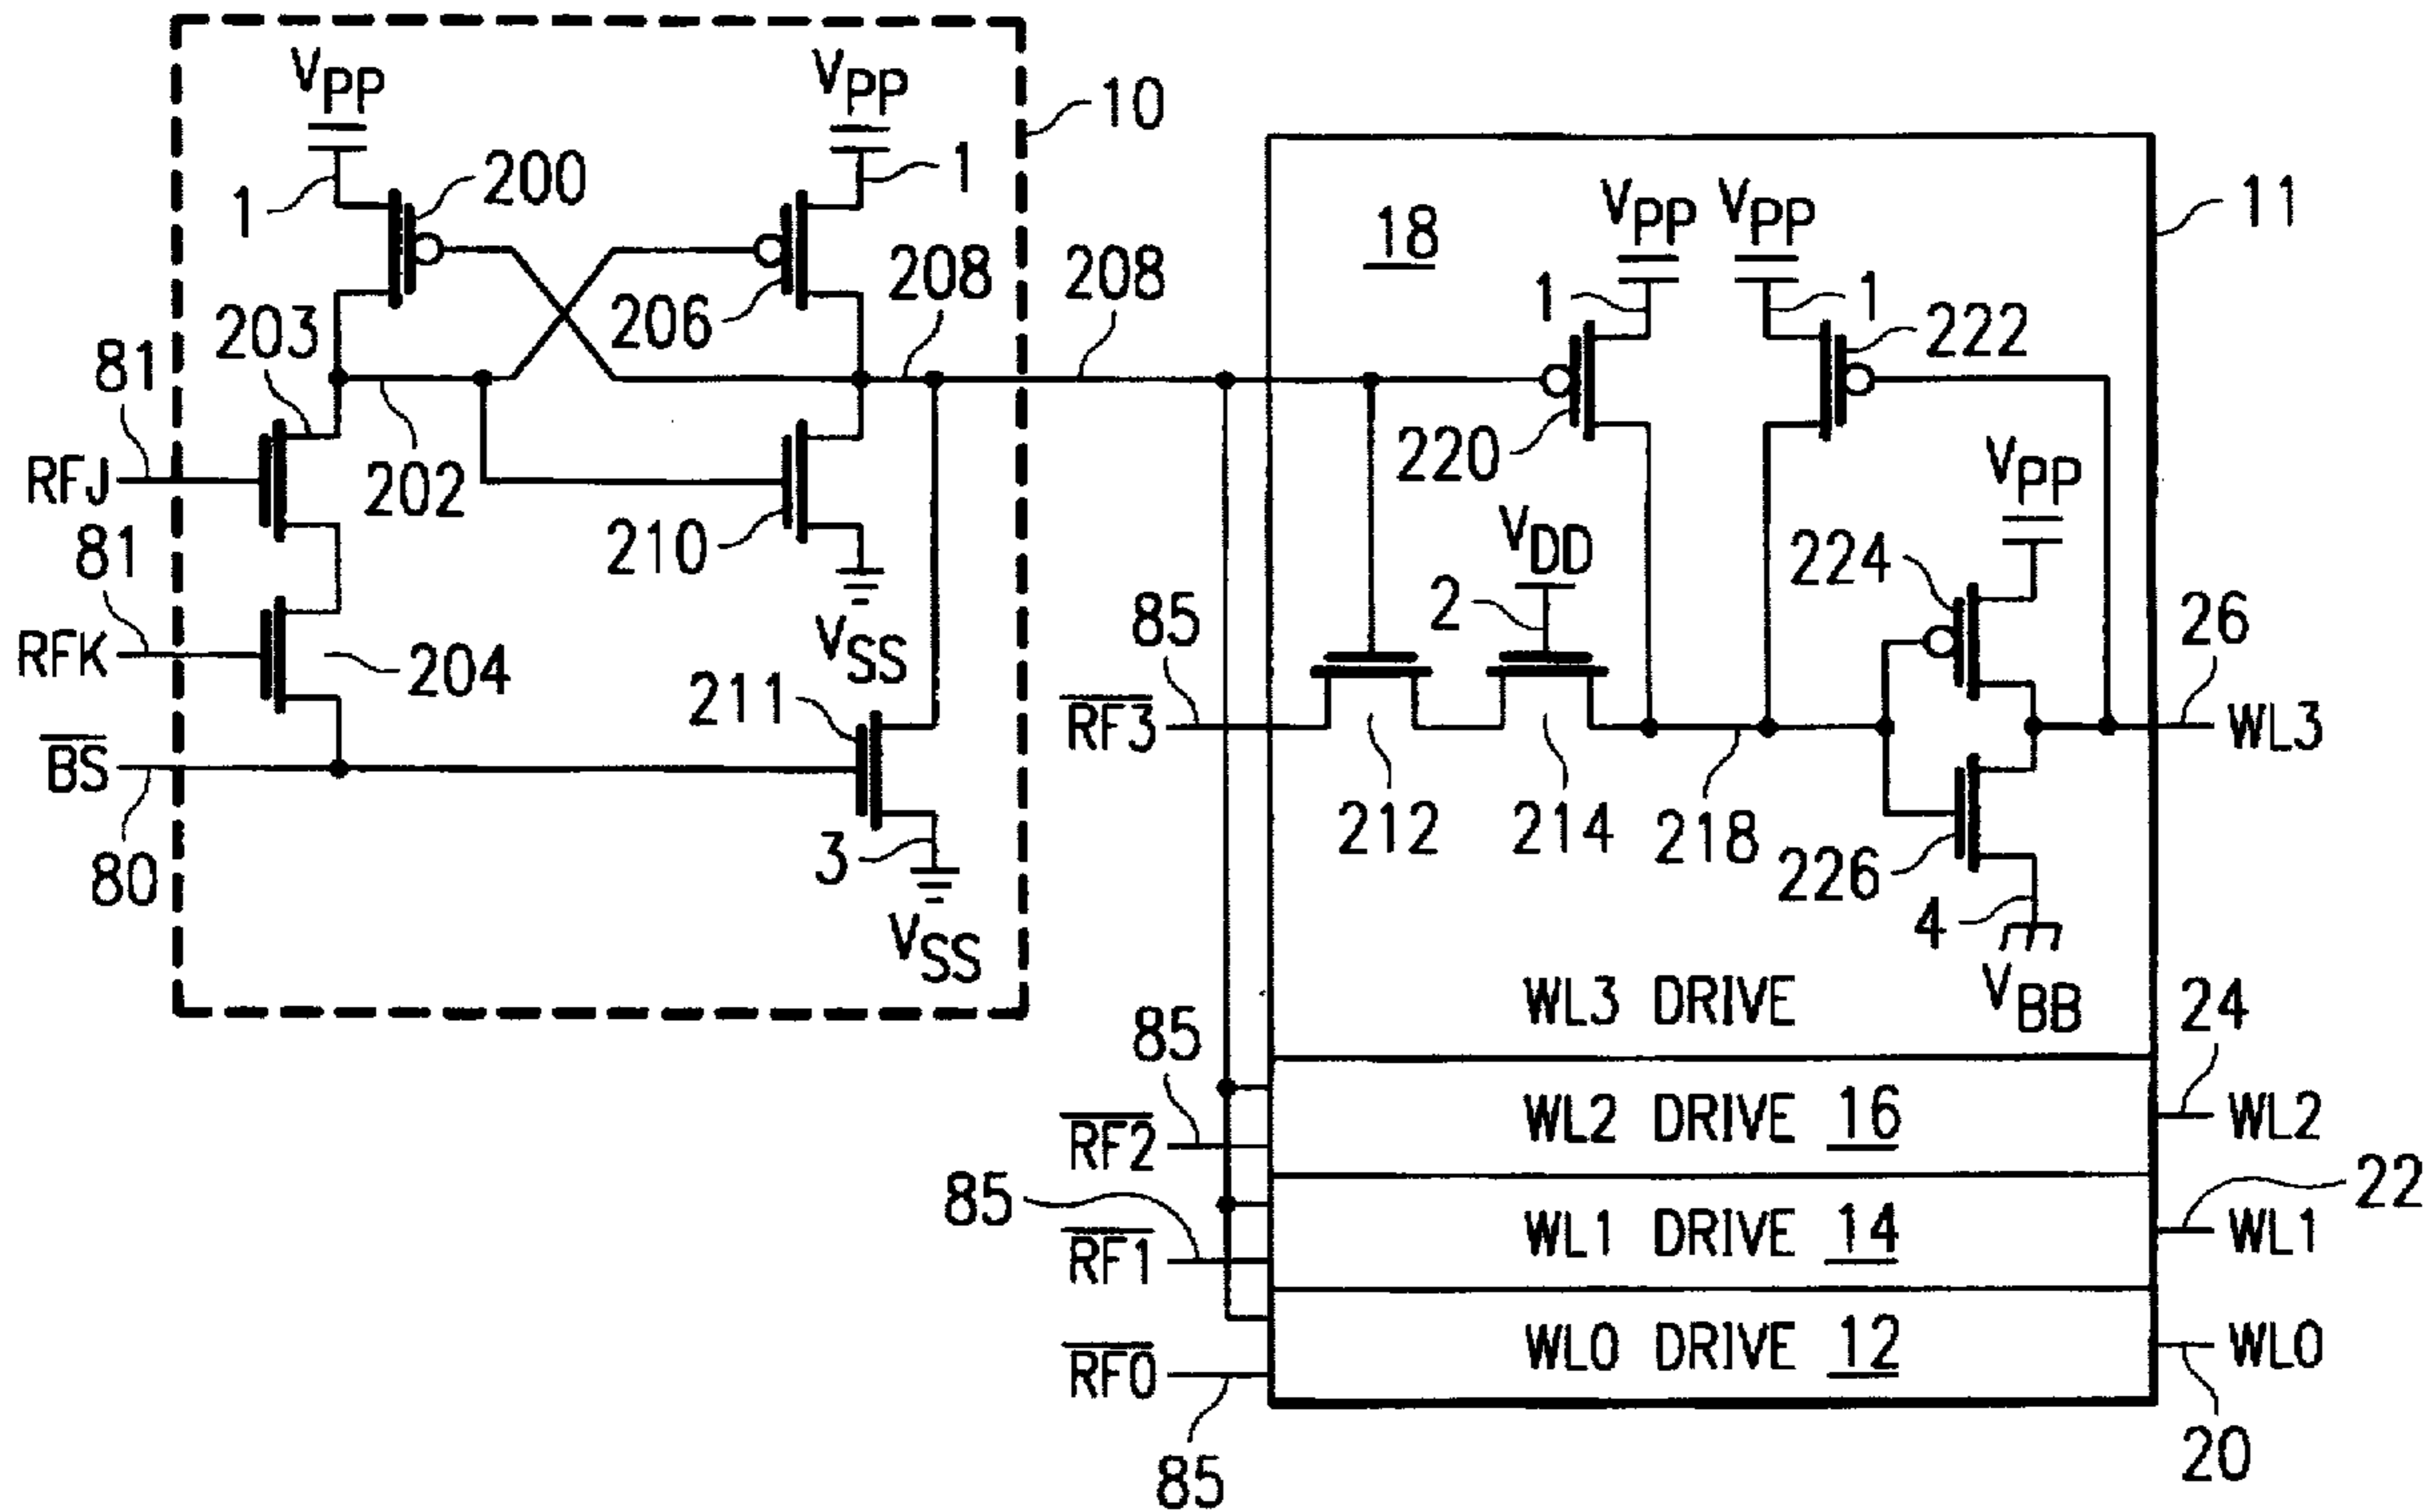 VPP
VPP
10
1
200
1
11
18
VPP
VPP
203
206
208
208
1
1
222
81
RFJ
202
220
VPP
81
210
VDD
224
RFK
204
VSS
2
85
26
211
RF3
WL3
BS
212
214
218
80
3
226
VSS
4
VBB
WL3 DRIVE
24
85
RF2
WL2 DRIVE 16
WL2
22
85
RF1
WL1 DRIVE 14
WL1
RF0
WL0 DRIVE 12
WL0
85
20